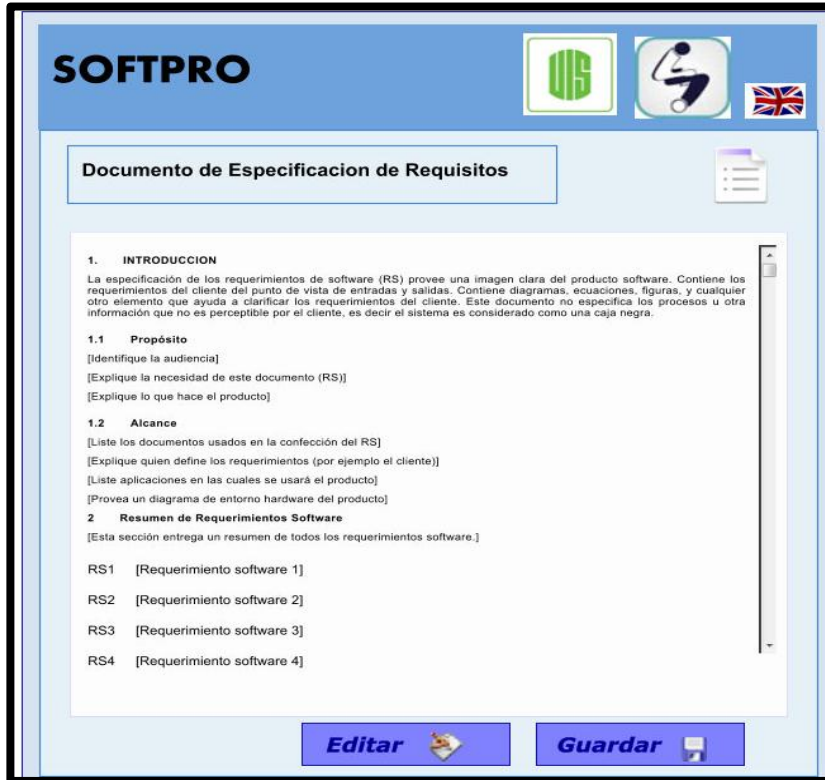 SOFTPRO
UIS
Documento de Especificacion de Requisitos
1. INTRODUCCION
La especificación de los requerimientos de software (RS) provee una imagen clara del producto software. Contiene los
requerimientos del cliente del punto de vista de entradas y salidas. Contiene diagramas, ecuaciones, figuras, y cualquier
otro elemento que ayuda a clarificar los requerimientos del cliente. Este documento no especifica los procesos u otra
información que no es perceptible por el cliente, es decir el sistema es considerado como una caja negra.
1.1 Propósito
[Identifique la audiencia]
[Explique la necesidad de este documento (RS)]
[Explique lo que hace el producto]
1.2 Alcance
[Liste los documentos usados en la confección del RS]
[Explique quien define los requerimientos (por ejemplo el cliente)]
[Liste aplicaciones en las cuales se usará el producto]
[Provea un diagrama de entorno hardware del producto]
2 Resumen de Requerimientos Software
[Esta sección entrega un resumen de todos los requerimientos software.]
RS1 [Requerimiento software 1]
RS2 [Requerimiento software 2]
RS3 [Requerimiento software 3]
RS4 [Requerimiento software 4]
Editar
Guardar